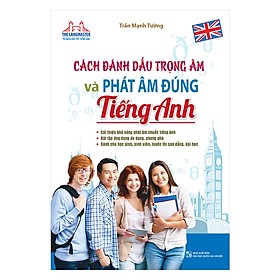 Trần Mạnh Tường
THE LANGMASTER
CÁCH ĐÁNH DẤU TRỌNG ÂM
và PHÁT ÂM ĐÚNG
Tiếng Anh
Cải thiện khả năng phát âm chuẩn tiếng Anh
Bài tập ứng dụng đa dạng, phong phú
Dành cho học sinh, sinh viên, luyện thi cao đẳng, đại học